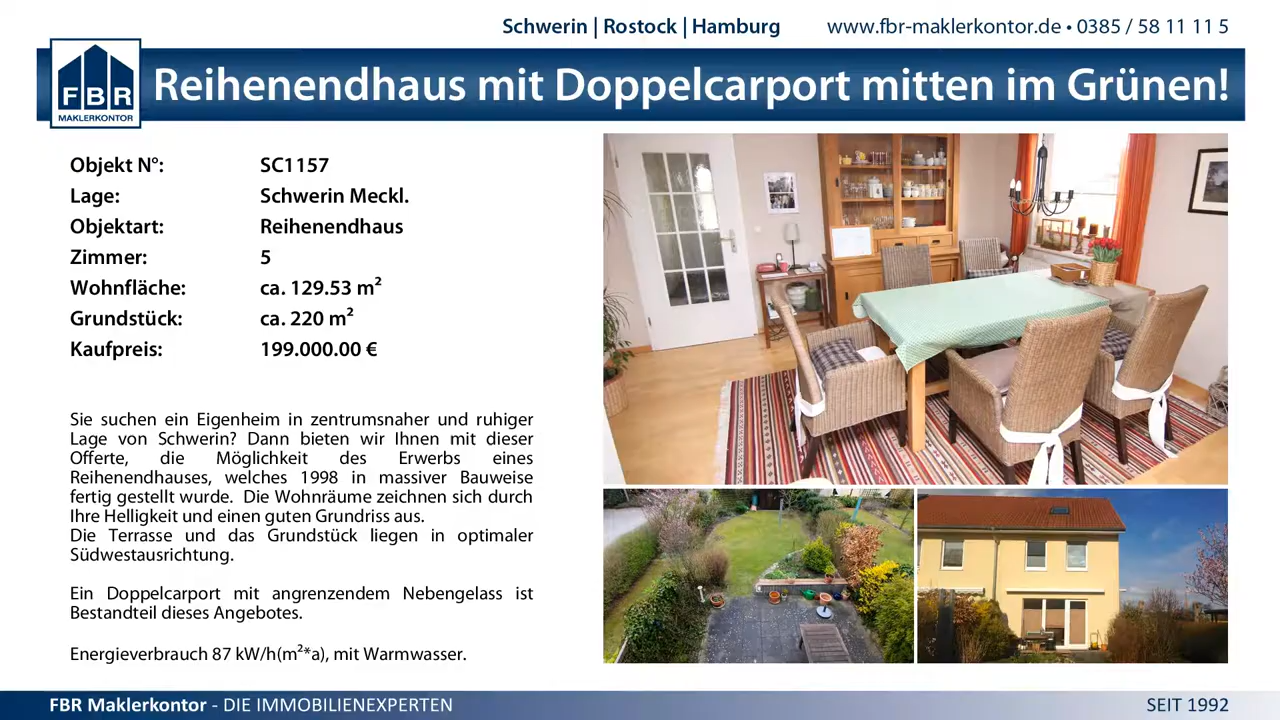 Schwerin | Rostock | Hamburg www.fbr-maklerkontor.de • 0385 / 58 11 11 5
FBR
MAKLERKONTOR
Reihenendhaus mit Doppelcarport mitten im Grünen!
Objekt N°: SC1157
Lage: Schwerin Meckl.
Objektart: Reihenendhaus
Zimmer: 5
Wohnfläche: ca. 129.53 m²
Grundstück: ca. 220 m²
Kaufpreis: 199.000.00 €
Sie suchen ein Eigenheim in zentrumsnaher und ruhiger
Lage von Schwerin? Dann bieten wir Ihnen mit dieser
Offerte, die Möglichkeit des Erwerbs eines
Reihenendhauses, welches 1998 in massiver Bauweise
fertig gestellt wurde. Die Wohnräume zeichnen sich durch
Ihre Helligkeit und einen guten Grundriss aus.
Die Terrasse und das Grundstück liegen in optimaler
Südwestausrichtung.
Ein Doppelcarport mit angrenzendem Nebengelass ist
Bestandteil dieses Angebotes.
Energieverbrauch 87 kW/h(m²*a), mit Warmwasser.
FBR Maklerkontor - DIE IMMOBILIENEXPERTEN SEIT 1992